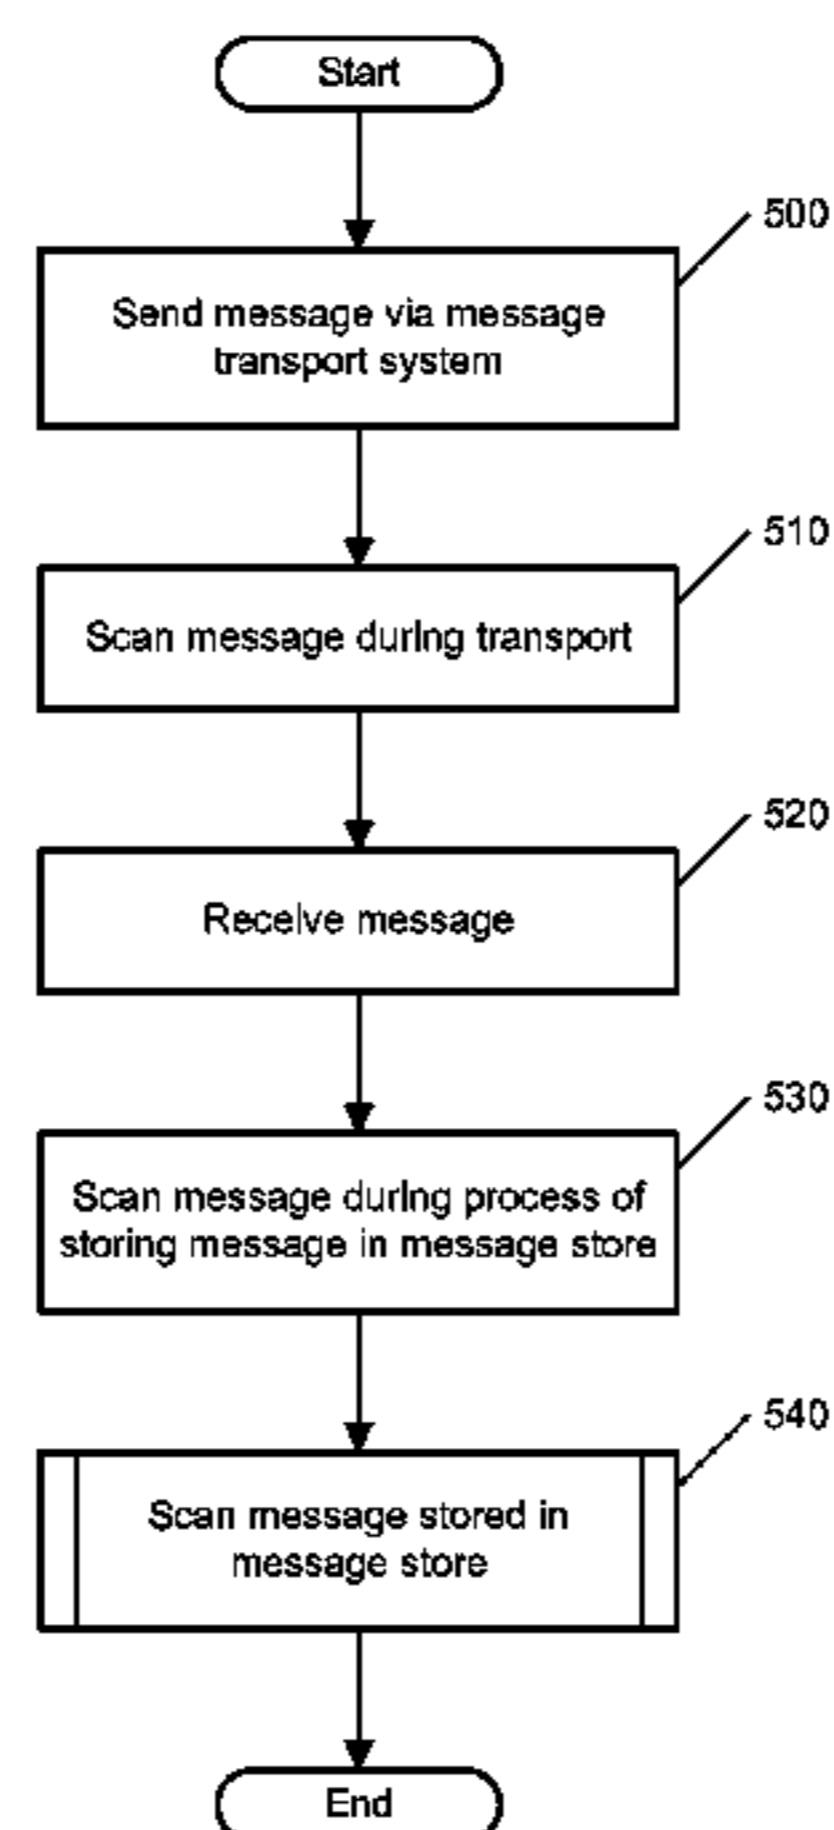 Start
500
Send message via message
transport system
510
Scan message during transport
520
Receive message
530
Scan message during process of
storing message in message store
540
Scan message stored in
message store
End